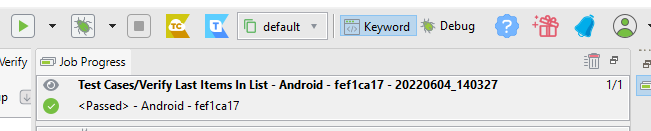 TC
T
default
Keyword
Debug
Verify
Job Progress
Test Cases/Verify Last Items In List - Android - fef1ca17 - 20220604_140327
1/1
up
<Passed> - Android - fef1ca17